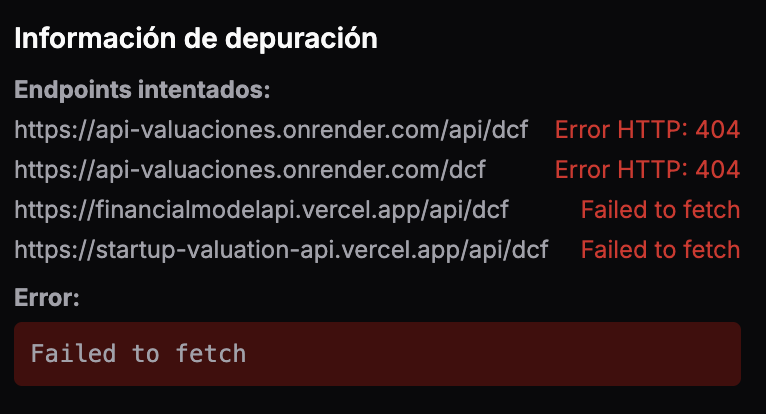 Información de depuración
Endpoints intentados:
https://api-valuaciones.onrender.com/api/dcf Error HTTP: 404
https://api-valuaciones.onrender.com/dcf Error HTTP: 404
https://financialmodelapi.vercel.app/api/dcf Failed to fetch
https://startup-valuation-api.vercel.app/api/dcf Failed to fetch
Error:
Failed to fetch